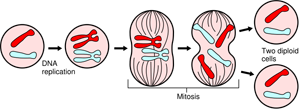 DNA
replication
Mitosis
Two diploid
cells